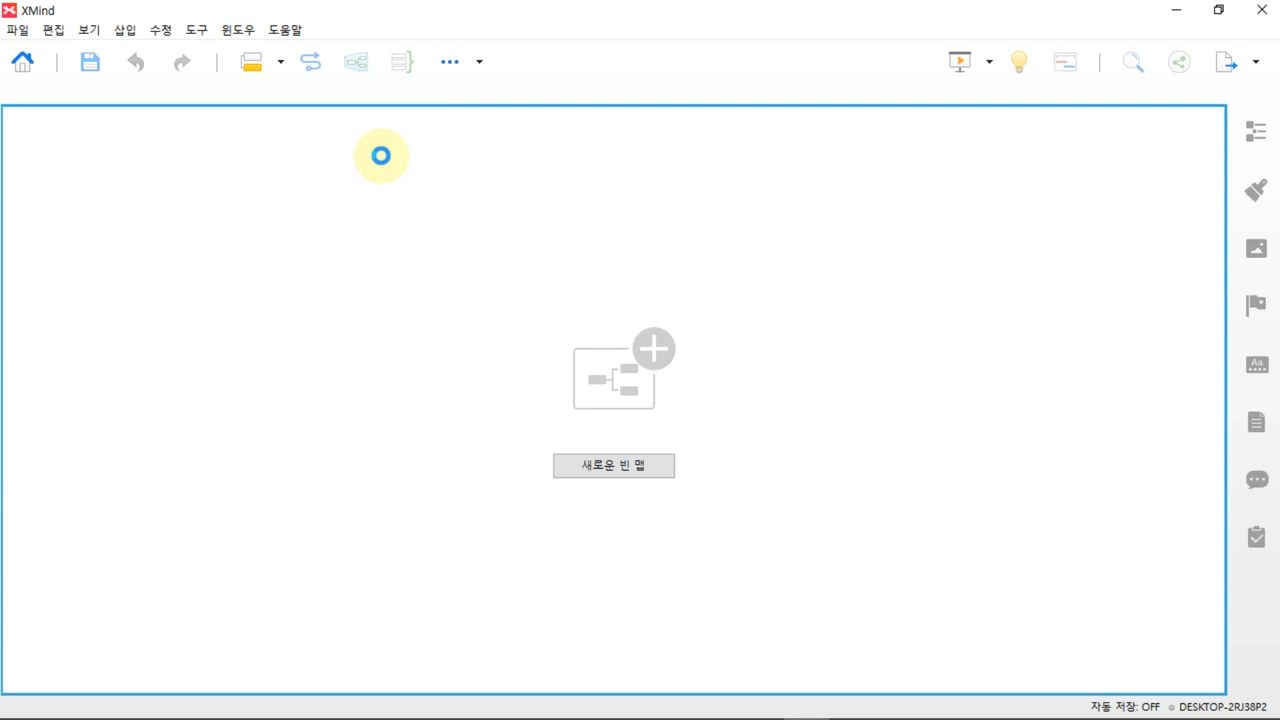 XMind
파일 편집 보기 삽입 수정 도구 윈도우 도움말
Aa
새로운 빈 맵
자동 저장: OFF DESKTOP-2RJ38P2